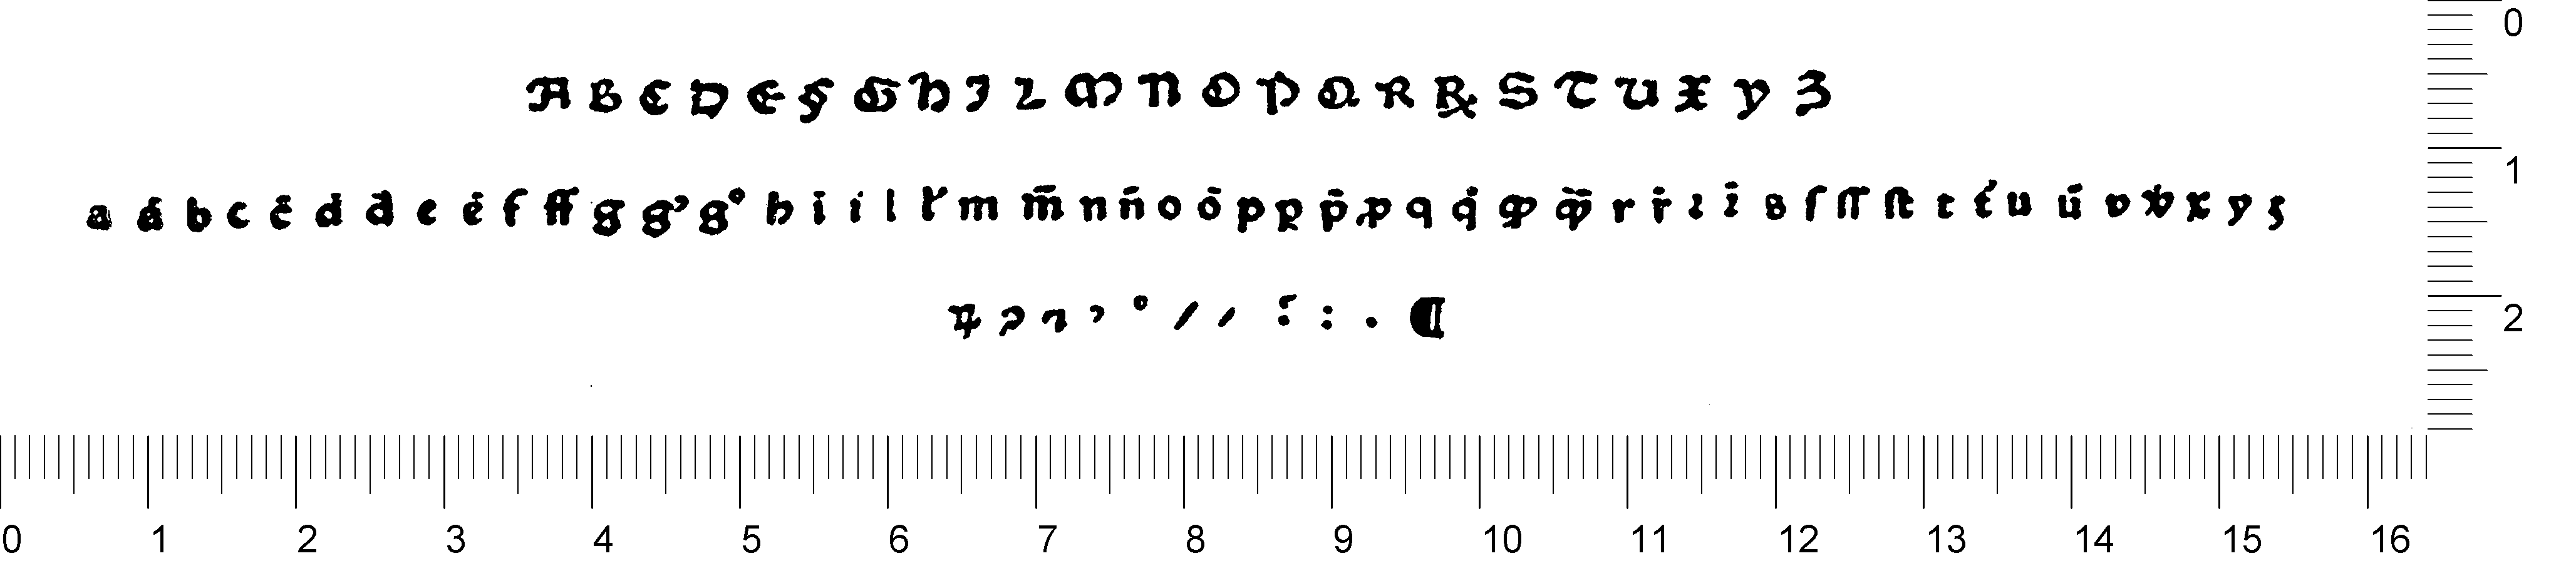 A B C D E F G H I L M N O P Q R ℞ S T U X Y Z
a á b c c̄ d d̄ e ē f ff g g’ g° h ī i l l̛ m m̄ n n̄ o ō p ꝑ p̄ ꝓ q q̇ ꝙ ꝙ̄ r r̄ ꝛ ꝛ̄ s ſ ſſ ſt t t́ u ū v v̛ x y ȝ
ꝝ ꝯ ⁊ ’ ° / / : . ¶
0
1
2
0 1 2 3 4 5 6 7 8 9 10 11 12 13 14 15 16